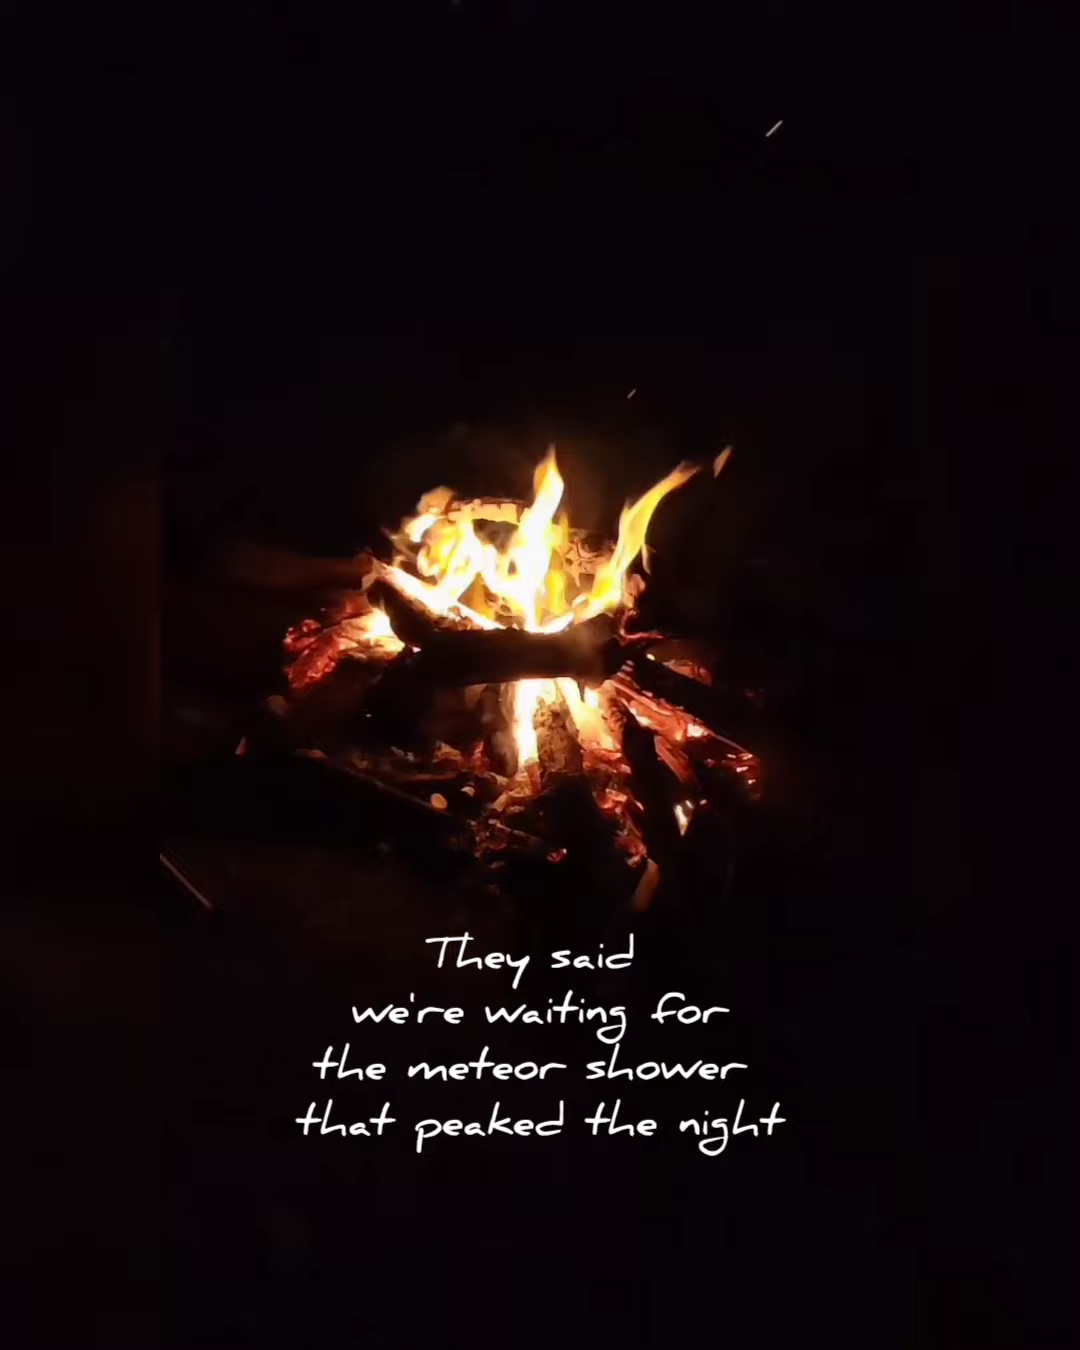 They said
we're waiting for
the meteor shower
that peaked the night